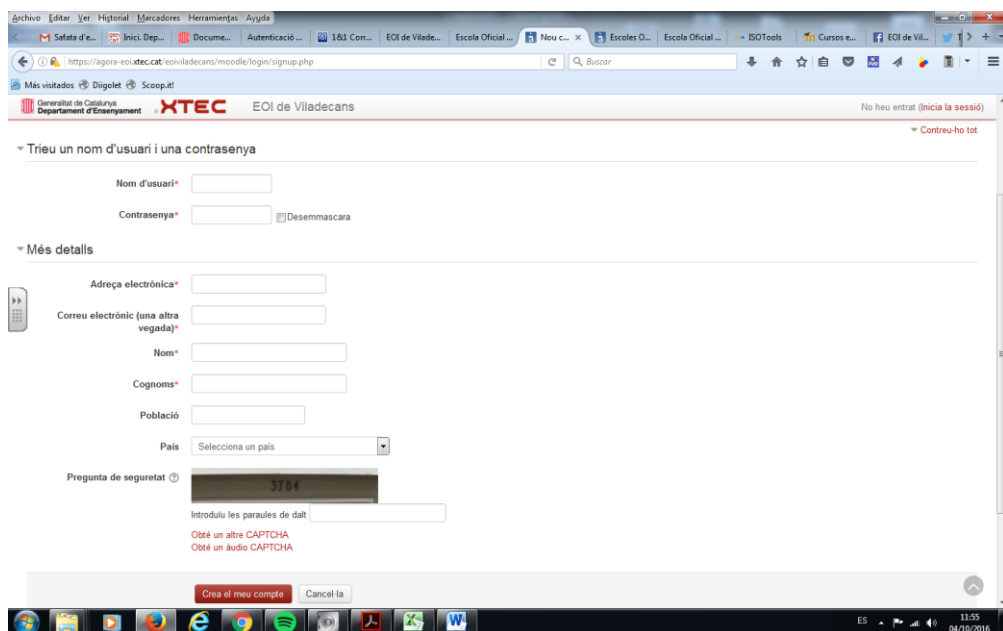 Archivo Editar Ver Historial Marcadores Herramientas Ayuda
Safata d'e... Inici. Dep... Docume... Autenticació ... 1&1 Corr... EOI de Vilade... Escola Oficial ... Nou c... Escoles O... Escola Oficial ... ISOTools Cursos e... EOI de Vil...
https://agora-eoi.xtec.cat/eoiviladecans/moodle/login/signup.php Buscar
Más visitados Diigolet Scoop.it!
Generalitat de Catalunya
Departament d'Ensenyament XTEC EOI de Viladecans No heu entrat (Inicia la sessió)
Contreu-ho tot
Trieu un nom d'usuari i una contrasenya
Nom d'usuari*
Contrasenya* Desemmascara
Més detalls
Adreça electrònica*
Correu electrònic (una altra
vegada)*
Nom*
Cognoms*
Població
País Selecciona un país
Pregunta de seguretat
3704
Introduïu les paraules de dalt
Obté un altre CAPTCHA
Obté un àudio CAPTCHA
Crea el meu compte Cancel·la
ES 11:55
04/10/2016